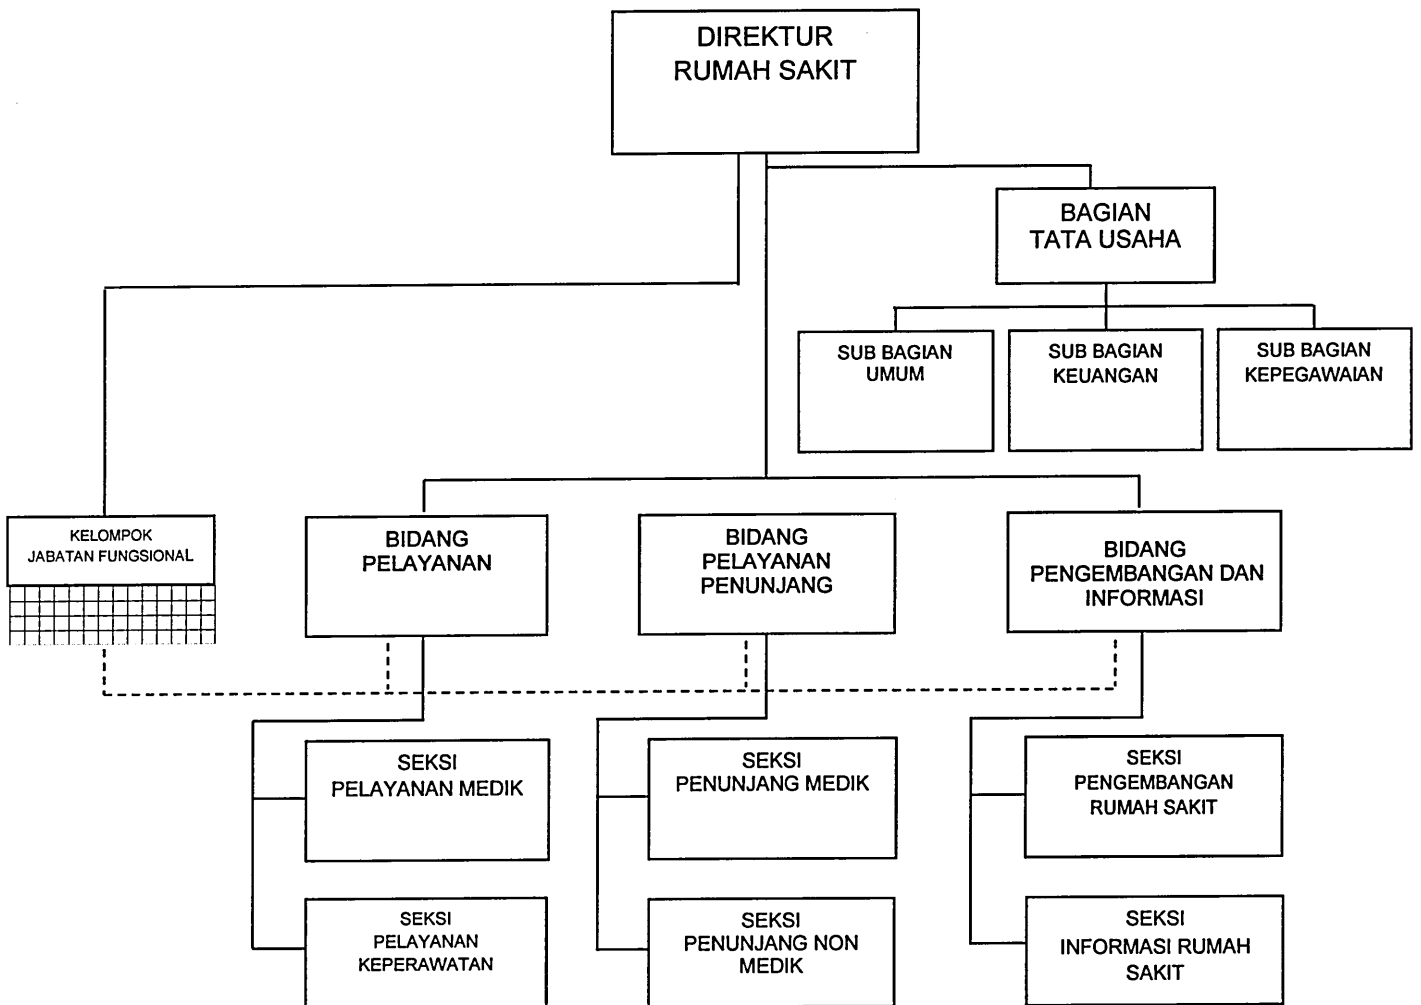 DIREKTUR
RUMAH SAKIT
BAGIAN
TATA USAHA
SUB BAGIAN
UMUM
SUB BAGIAN
KEUANGAN
SUB BAGIAN
KEPEGAWAIAN
KELOMPOK
JABATAN FUNGSIONAL
BIDANG
PELAYANAN
BIDANG
PELAYANAN
PENUNJANG
BIDANG
PENGEMBANGAN DAN
INFORMASI
SEKSI
PELAYANAN MEDIK
SEKSI
PENUNJANG MEDIK
SEKSI
PENGEMBANGAN
RUMAH SAKIT
SEKSI
PELAYANAN
KEPERAWATAN
SEKSI
PENUNJANG NON
MEDIK
SEKSI
INFORMASI RUMAH
SAKIT